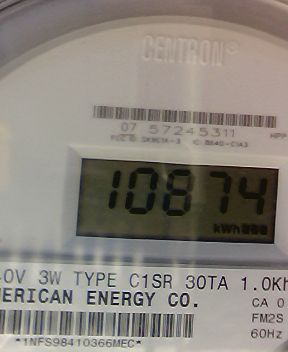 CENTRON®
07 57245311
10874
kWh
3W TYPE C1SR 30TA 1.0Kh
ERICAN ENERGY CO.
CA 0
FM2S
60Hz
*1NFS98410366MEC*